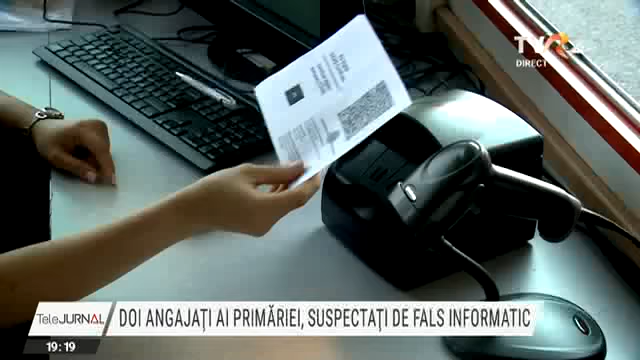 TVR
DIRECT
TeleJURNAL
DOI ANGAJAȚI AI PRIMĂRIEI, SUSPECTAȚI DE FALS INFORMATIC
19:19